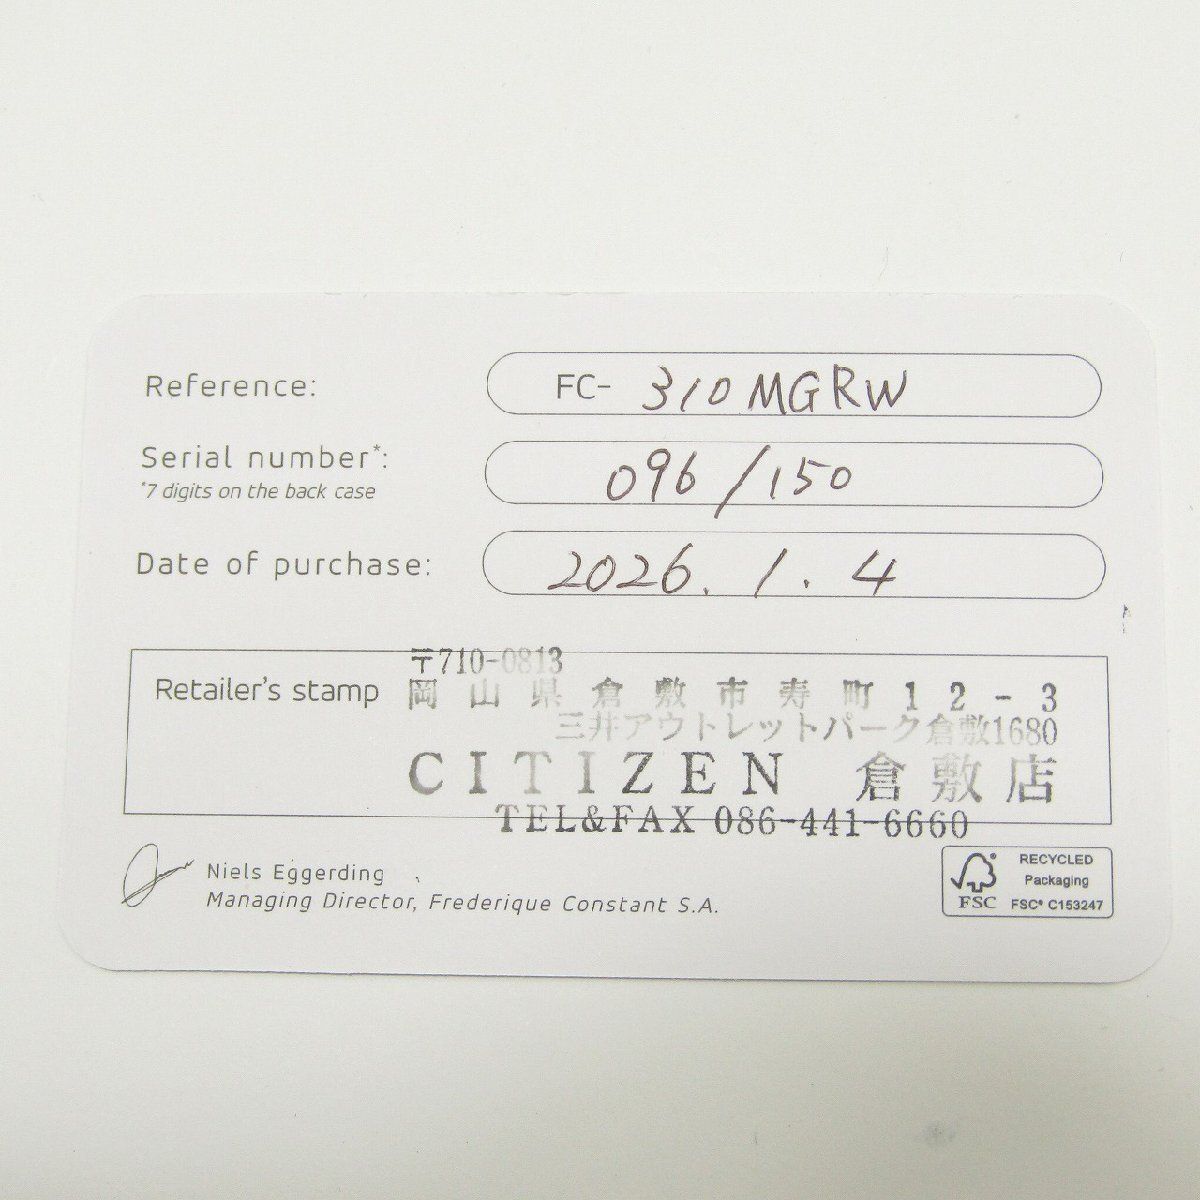 Reference: FC- 310MGRW
Serial number*: 096/150
*7 digits on the back case
Date of purchase: 2026. 1. 4
〒710-0813
Retailer's stamp 岡山県倉敷市寿町12-3
三井アウトレットパーク倉敷1680
CITIZEN 倉敷店
TEL&FAX 086-441-6660
Niels Eggerding
Managing Director, Frederique Constant S.A.
FSC
RECYCLED
Packaging
FSC® C153247